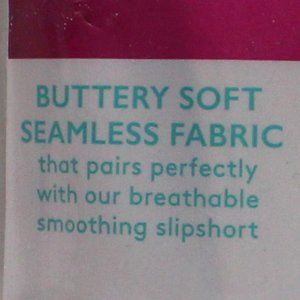 BUTTERY SOFT
SEAMLESS FABRIC
that pairs perfectly
with our breathable
smoothing slipshort